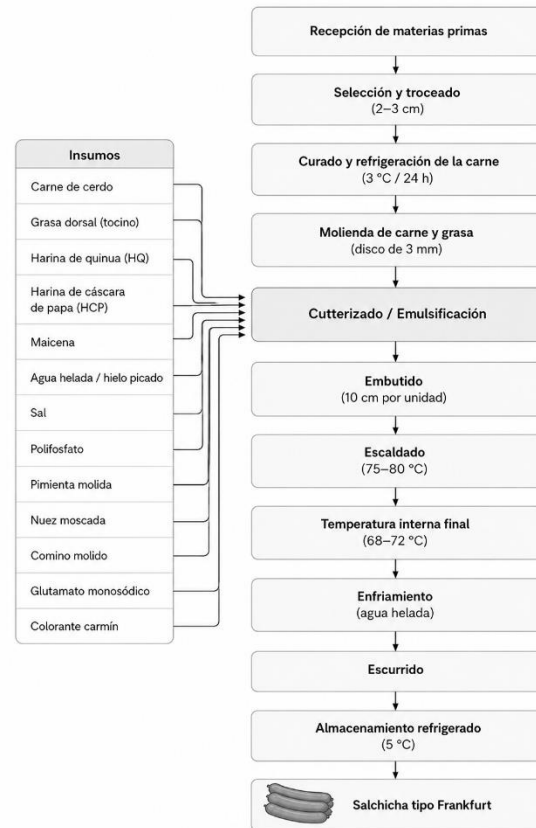 Recepción de materias primas
Selección y troceado
(2–3 cm)
Curado y refrigeración de la carne
(3 °C / 24 h)
Molienda de carne y grasa
(disco de 3 mm)
Insumos
Carne de cerdo
Grasa dorsal (tocino)
Harina de quinua (HQ)
Harina de cáscara
de papa (HCP)
Maicena
Agua helada / hielo picado
Sal
Polifosfato
Pimienta molida
Nuez moscada
Comino molido
Glutamato monosódico
Colorante carmín
Cutterizado / Emulsificación
Embutido
(10 cm por unidad)
Escaldado
(75–80 °C)
Temperatura interna final
(68–72 °C)
Enfriamiento
(agua helada)
Escurrido
Almacenamiento refrigerado
(5 °C)
Salchicha tipo Frankfurt